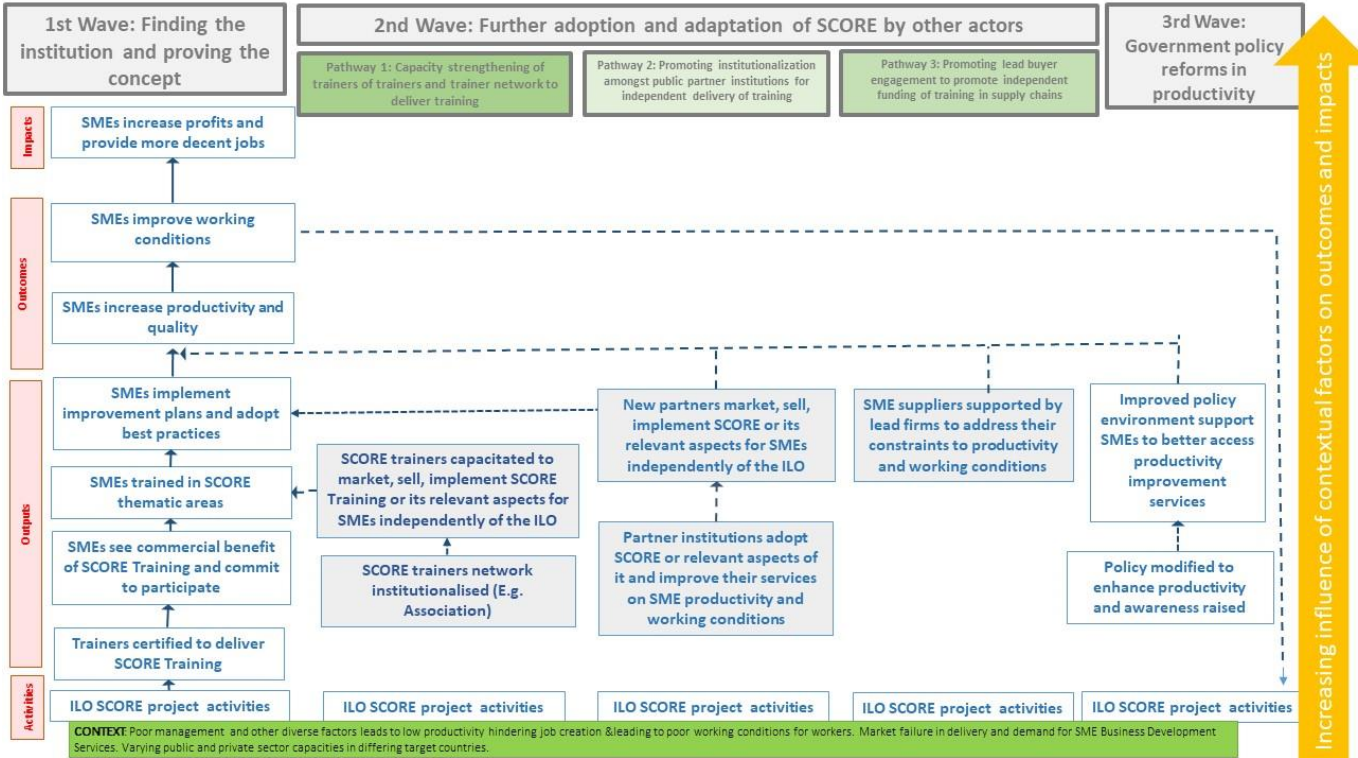 1st Wave: Finding the
institution and proving the
concept
2nd Wave: Further adoption and adaptation of SCORE by other actors
3rd Wave:
Government policy
reforms in
productivity
Pathway 1: Capacity strengthening of
trainers of trainers and trainer network to
deliver training
Pathway 2: Promoting institutionalization
amongst public partner institutions for
independent delivery of training
Pathway 3: Promoting lead buyer
engagement to promote independent
funding of training in supply chains
Impacts
SMEs increase profits and
provide more decent jobs
Outcomes
SMEs improve working
conditions
SMEs increase productivity and
quality
Outputs
SMEs implement
improvement plans and adopt
best practices
SMEs trained in SCORE
thematic areas
SMEs see commercial benefit
of SCORE Training and commit
to participate
Trainers certified to deliver
SCORE Training
SCORE trainers capacitated to
market, sell, implement SCORE
Training or its relevant aspects for
SMEs independently of the ILO
SCORE trainers network
institutionalised (E.g.
Association)
New partners market, sell,
implement SCORE or its
relevant aspects for SMEs
independently of the ILO
Partner institutions adopt
SCORE or relevant aspects of
it and improve their services
on SME productivity and
working conditions
SME suppliers supported by
lead firms to address their
constraints to productivity
and working conditions
Improved policy
environment support
SMEs to better access
productivity
improvement
services
Policy modified to
enhance productivity
and awareness raised
Activities
ILO SCORE project activities
ILO SCORE project activities
ILO SCORE project activities
ILO SCORE project activities
ILO SCORE project activities
CONTEXT: Poor management and other diverse factors leads to low productivity hindering job creation &leading to poor working conditions for workers. Market failure in delivery and demand for SME Business Development
Services. Varying public and private sector capacities in differing target countries.
Increasing influence of contextual factors on outcomes and impacts